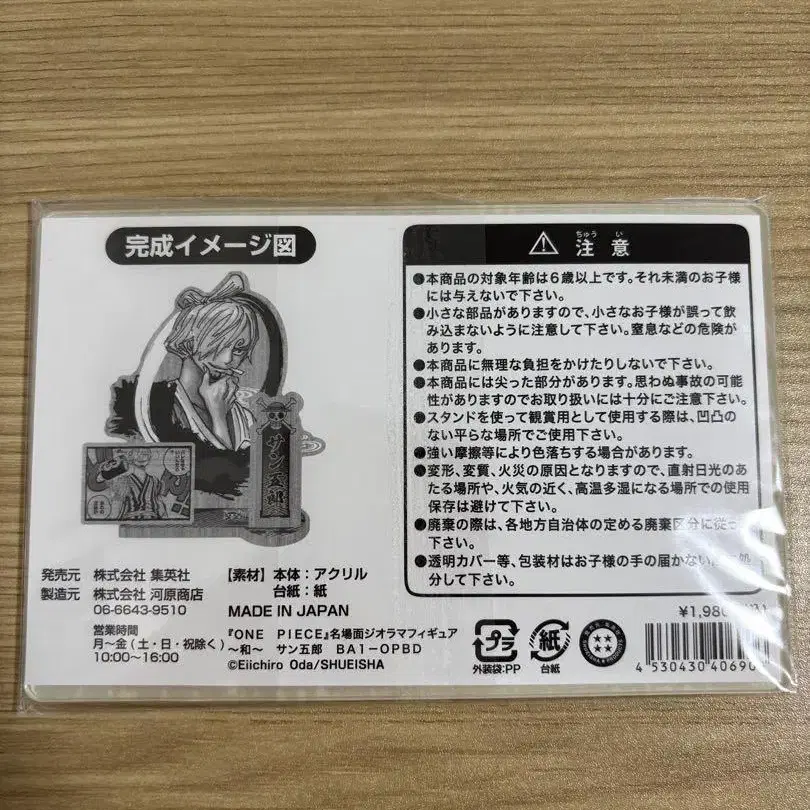 完成イメージ図
サン五郎
発売元 株式会社 集英社
製造元 株式会社 河原商店
06-6643-9510
営業時間
月~金(土・日・祝除く)
10:00~16:00
【素材】本体:アクリル
台紙:紙
MADE IN JAPAN
『ONE PIECE』名場面ジオラマフィギュア
~和~ サン五郎 BA1-OPBD
©Eiichiro Oda/SHUEISHA
ちゅう い
注 意
●本商品の対象年齢は6歳以上です。それ未満のお子様
には与えないで下さい。
●小さな部品がありますので、小さなお子様が誤って飲
み込まないように注意して下さい。窒息などの危険が
あります。
●本商品に無理な負担をかけたりしないで下さい。
●本商品には尖った部分があります。思わぬ事故の可能
性がありますのでお取り扱いには十分にご注意下さい。
●スタンドを使って観賞用として使用する際は、凹凸の
ない平らな場所でご使用下さい。
●強い摩擦等により色落ちする場合があります。
●変形、変質、火災の原因となりますので、直射日光のあ
たる場所や、火気の近く、高温多湿になる場所での使用
保存は避けて下さい。
●廃棄の際は、各地方自治体の定める廃棄区分に従っ
下さい。
●透明カバー等、包装材はお子様の手の届かない
分して下さい。
¥1,980
プラ
外装袋:PP
紙
台紙
4 530430 40690